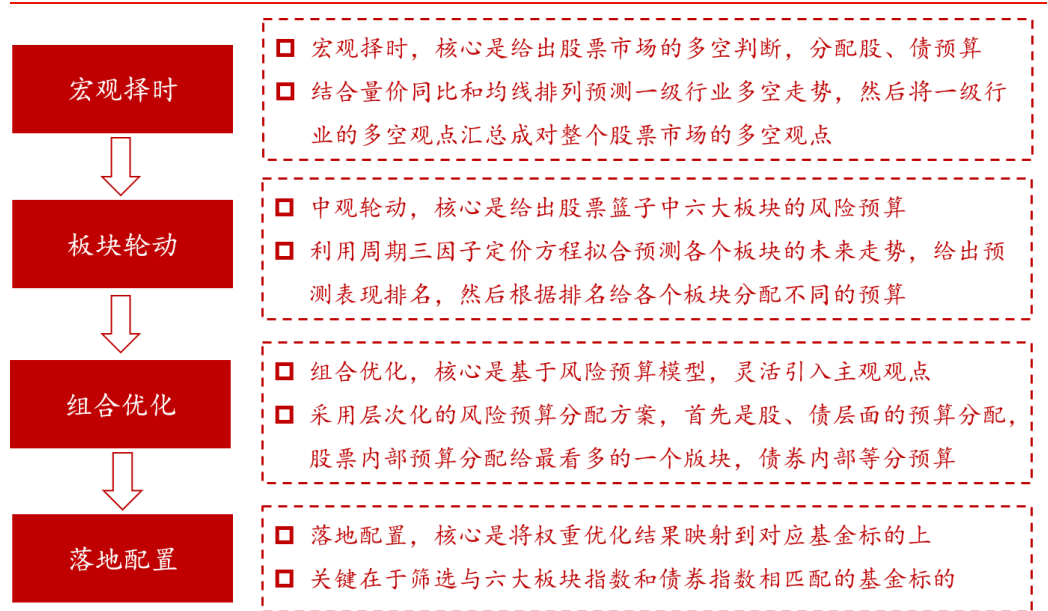 宏观择时
宏观择时，核心是给出股票市场的多空判断，分配股、债预算
结合量价同比和均线排列预测一级行业多空走势，然后将一级行
业的多空观点汇总成对整个股票市场的多空观点
板块轮动
中观轮动，核心是给出股票篮子中六大板块的风险预算
利用周期三因子定价方程拟合预测各个板块的未来走势，给出预
测表现排名，然后根据排名给各个板块分配不同的预算
组合优化
组合优化，核心是基于风险预算模型，灵活引入主观观点
采用层次化的风险预算分配方案，首先是股、债层面的预算分配，
股票内部预算分配给最看多的一个版块，债券内部等分预算
落地配置
落地配置，核心是将权重优化结果映射到对应基金标的上
关键在于筛选与六大板块指数和债券指数相匹配的基金标的